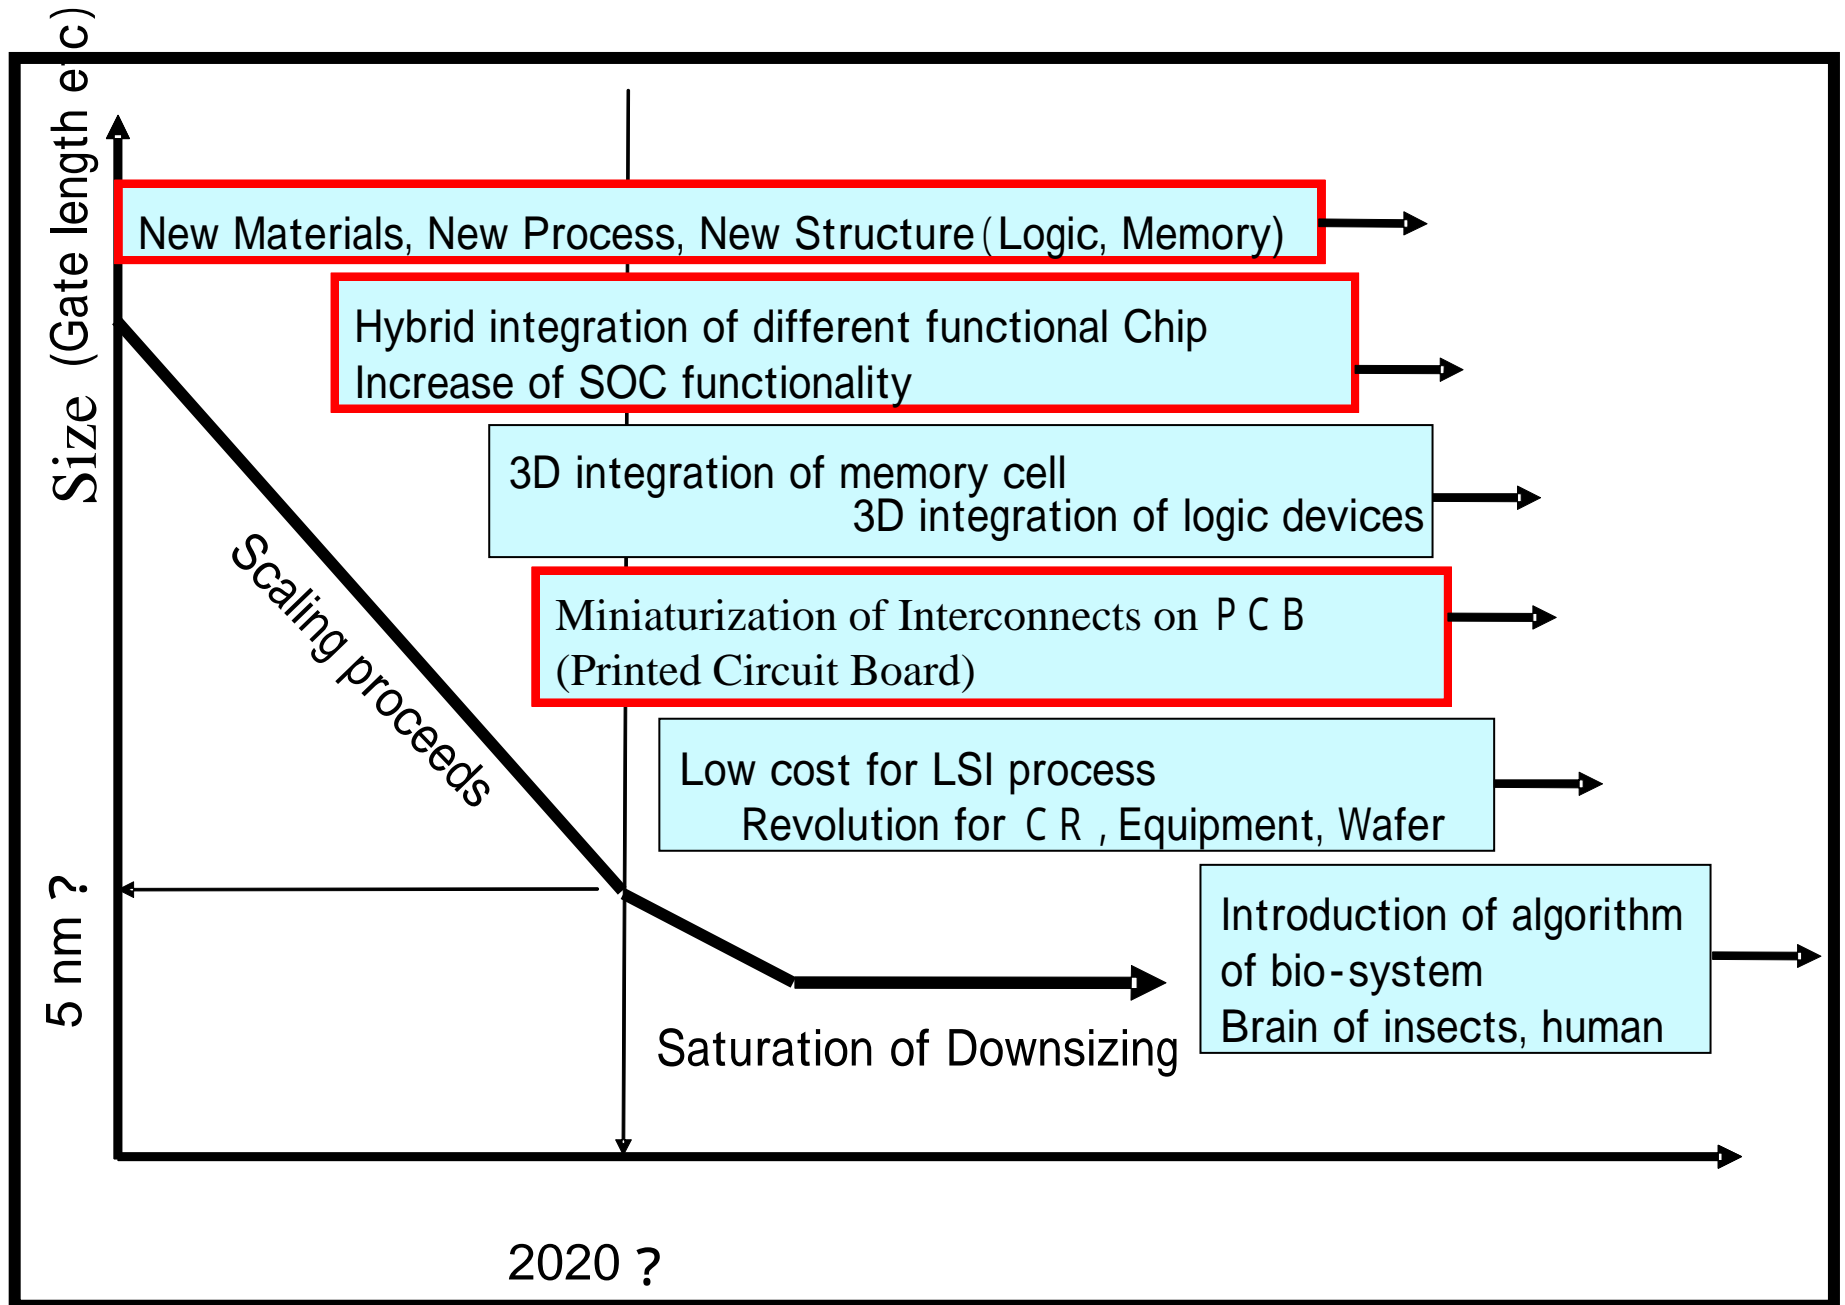 Size (Gate length etc)
New Materials, New Process, New Structure(Logic, Memory)
Hybrid integration of different functional Chip
Increase of SOC functionality
3D integration of memory cell
3D integration of logic devices
Scaling proceeds
Miniaturization of Interconnects on PCB
(Printed Circuit Board)
Low cost for LSI process
Revolution for CR, Equipment, Wafer
5 nm ?
Introduction of algorithm
of bio-system
Brain of insects, human
Saturation of Downsizing
2020 ?